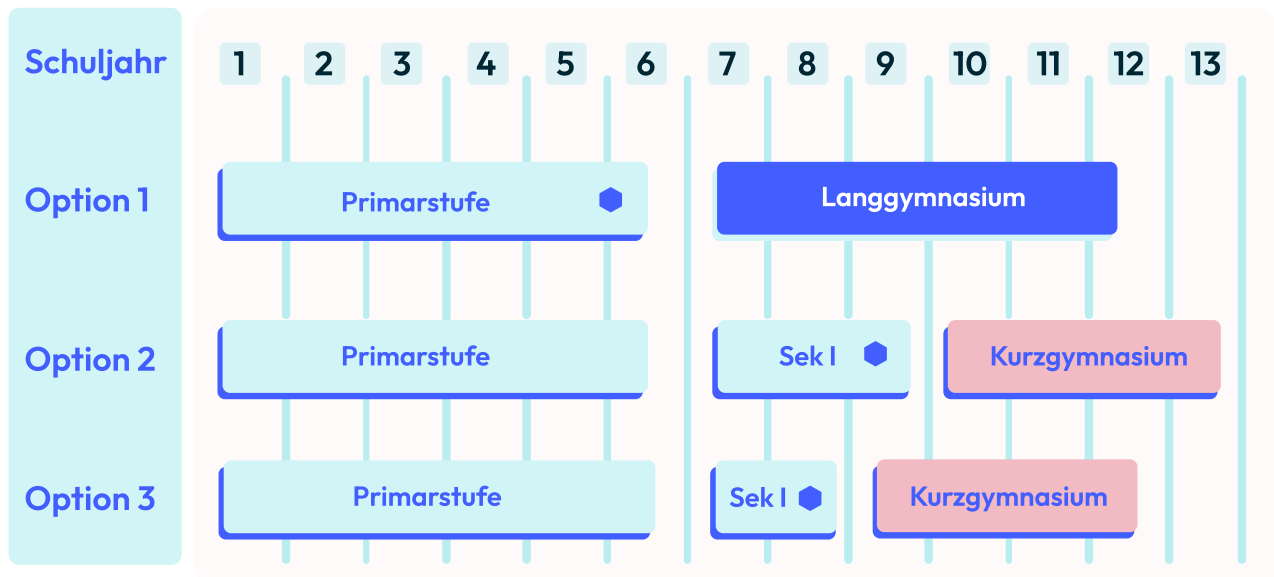 Schuljahr 1 2 3 4 5 6 7 8 9 10 11 12 13
Option 1 Primarstufe Langgymnasium
Option 2 Primarstufe Sek I Kurzgymnasium
Option 3 Primarstufe Sek I Kurzgymnasium